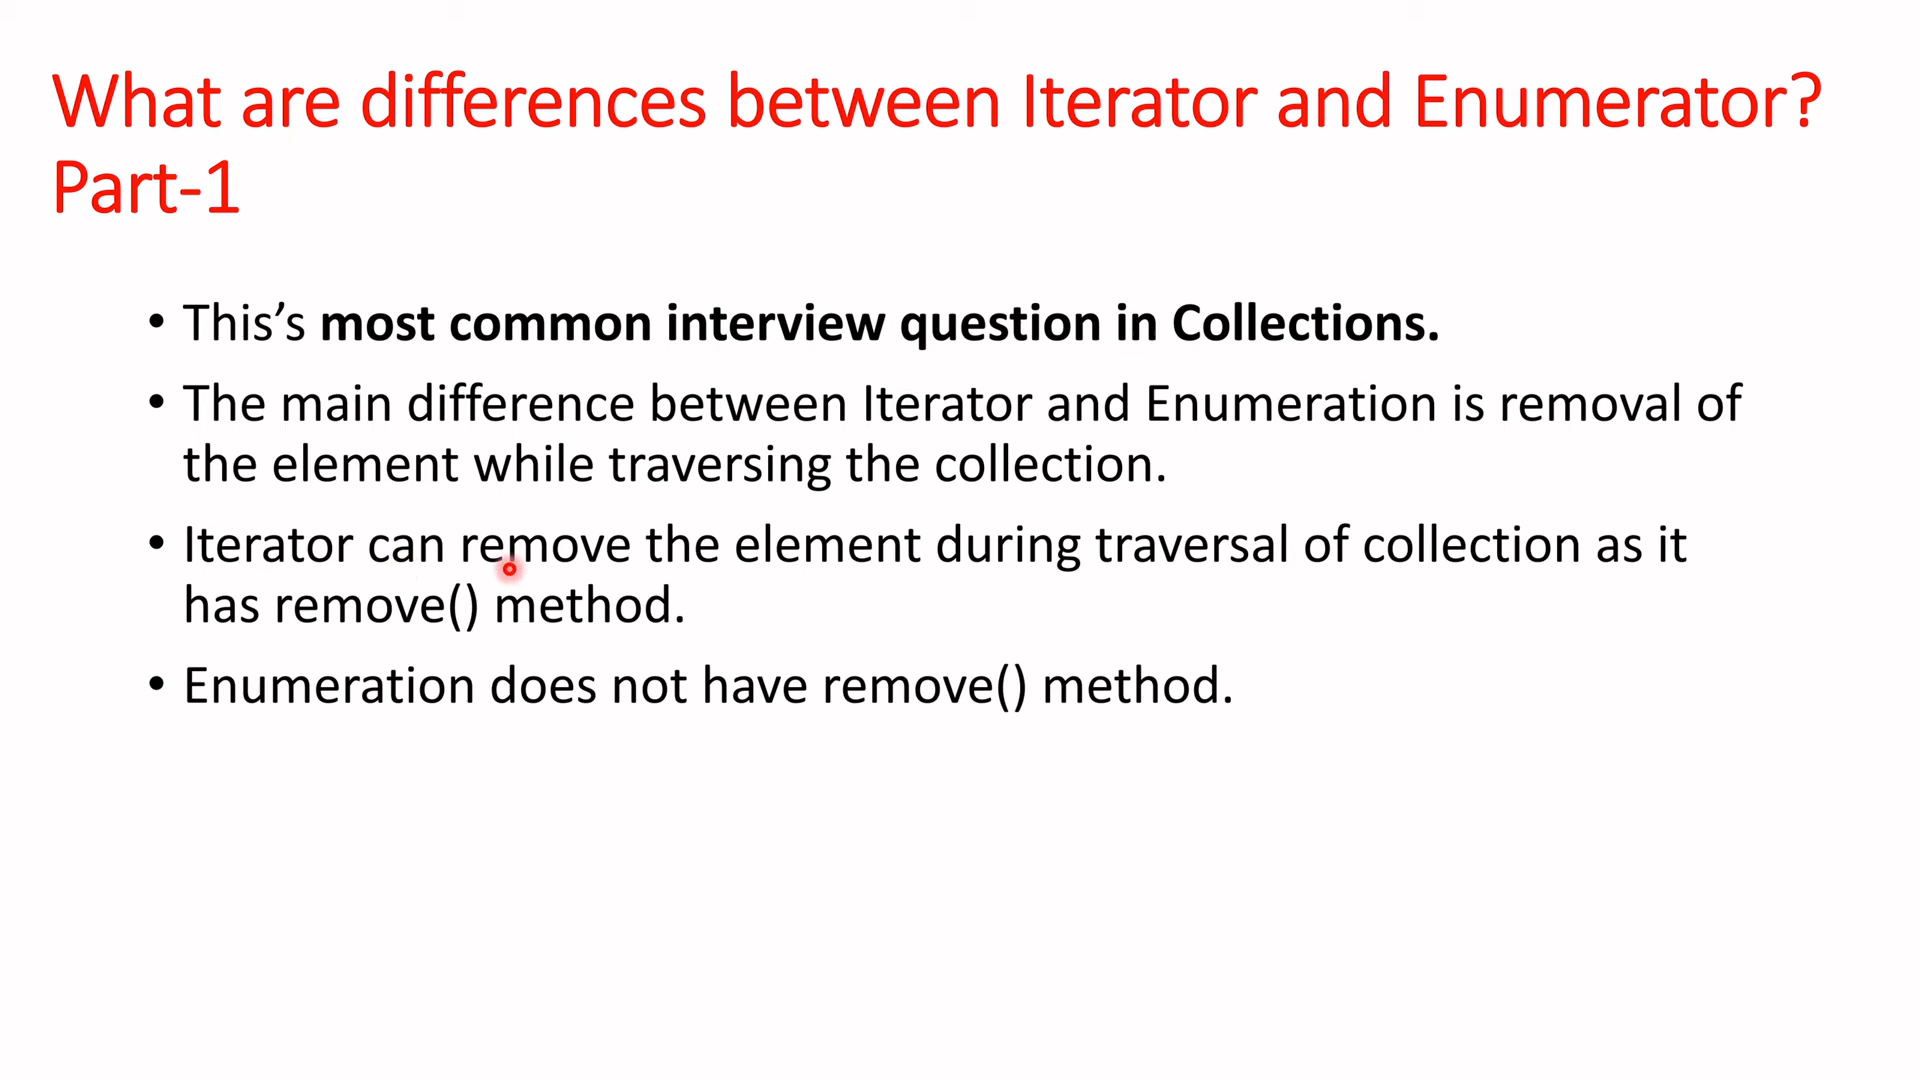 What are differences between Iterator and Enumerator?
Part-1
• This’s most common interview question in Collections.
• The main difference between Iterator and Enumeration is removal of
the element while traversing the collection.
• Iterator can remove the element during traversal of collection as it
has remove() method.
• Enumeration does not have remove() method.